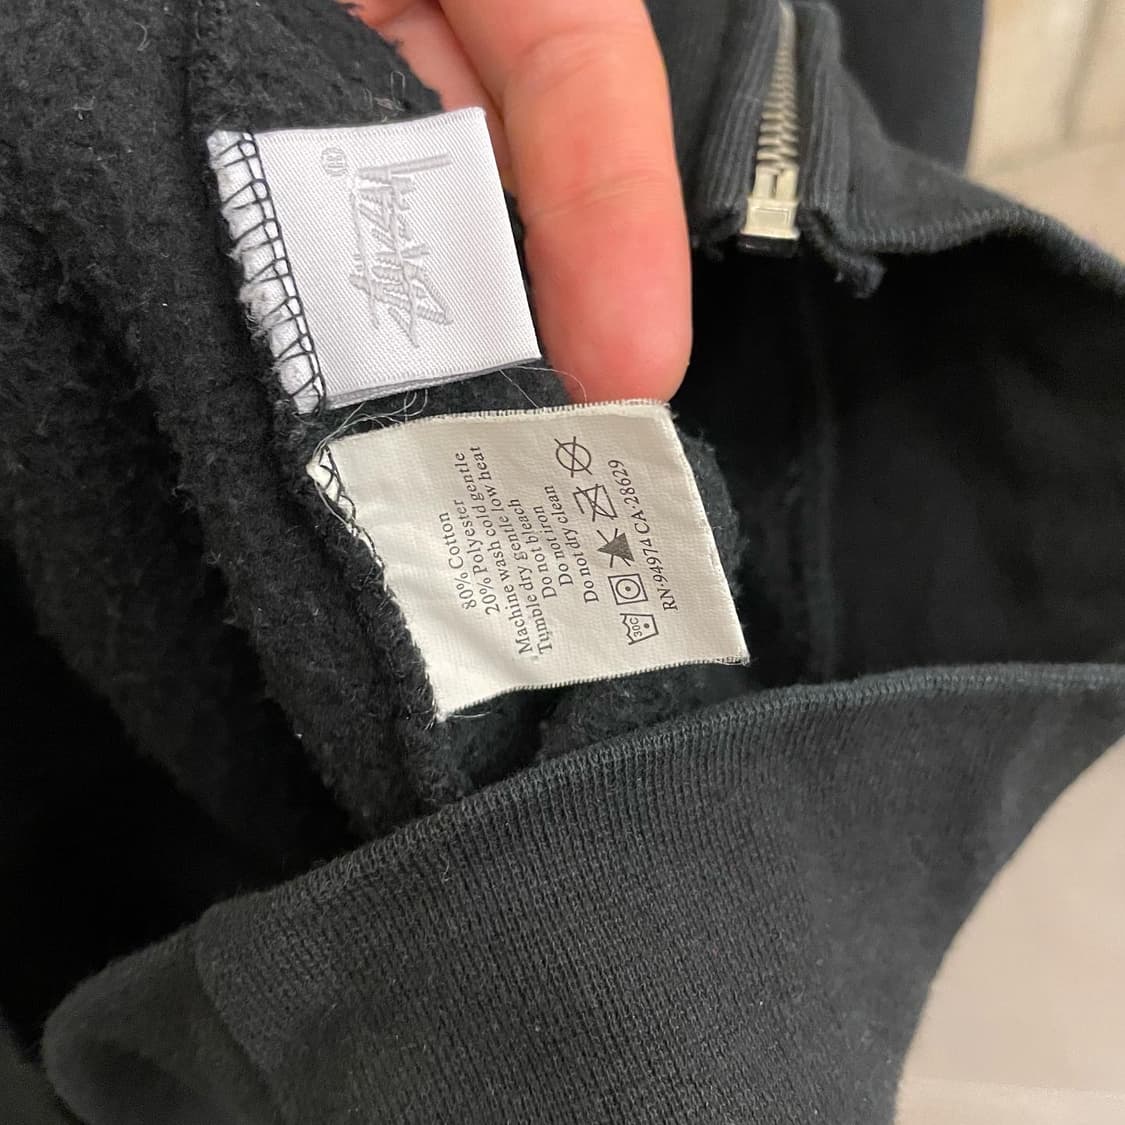 Stüssy
®
80% Cotton
20% Polyester
Machine wash cold gentle
Tumble dry gentle low heat
Do not bleach
Do not iron
Do not dry clean
30C
RN·94974 CA·28629